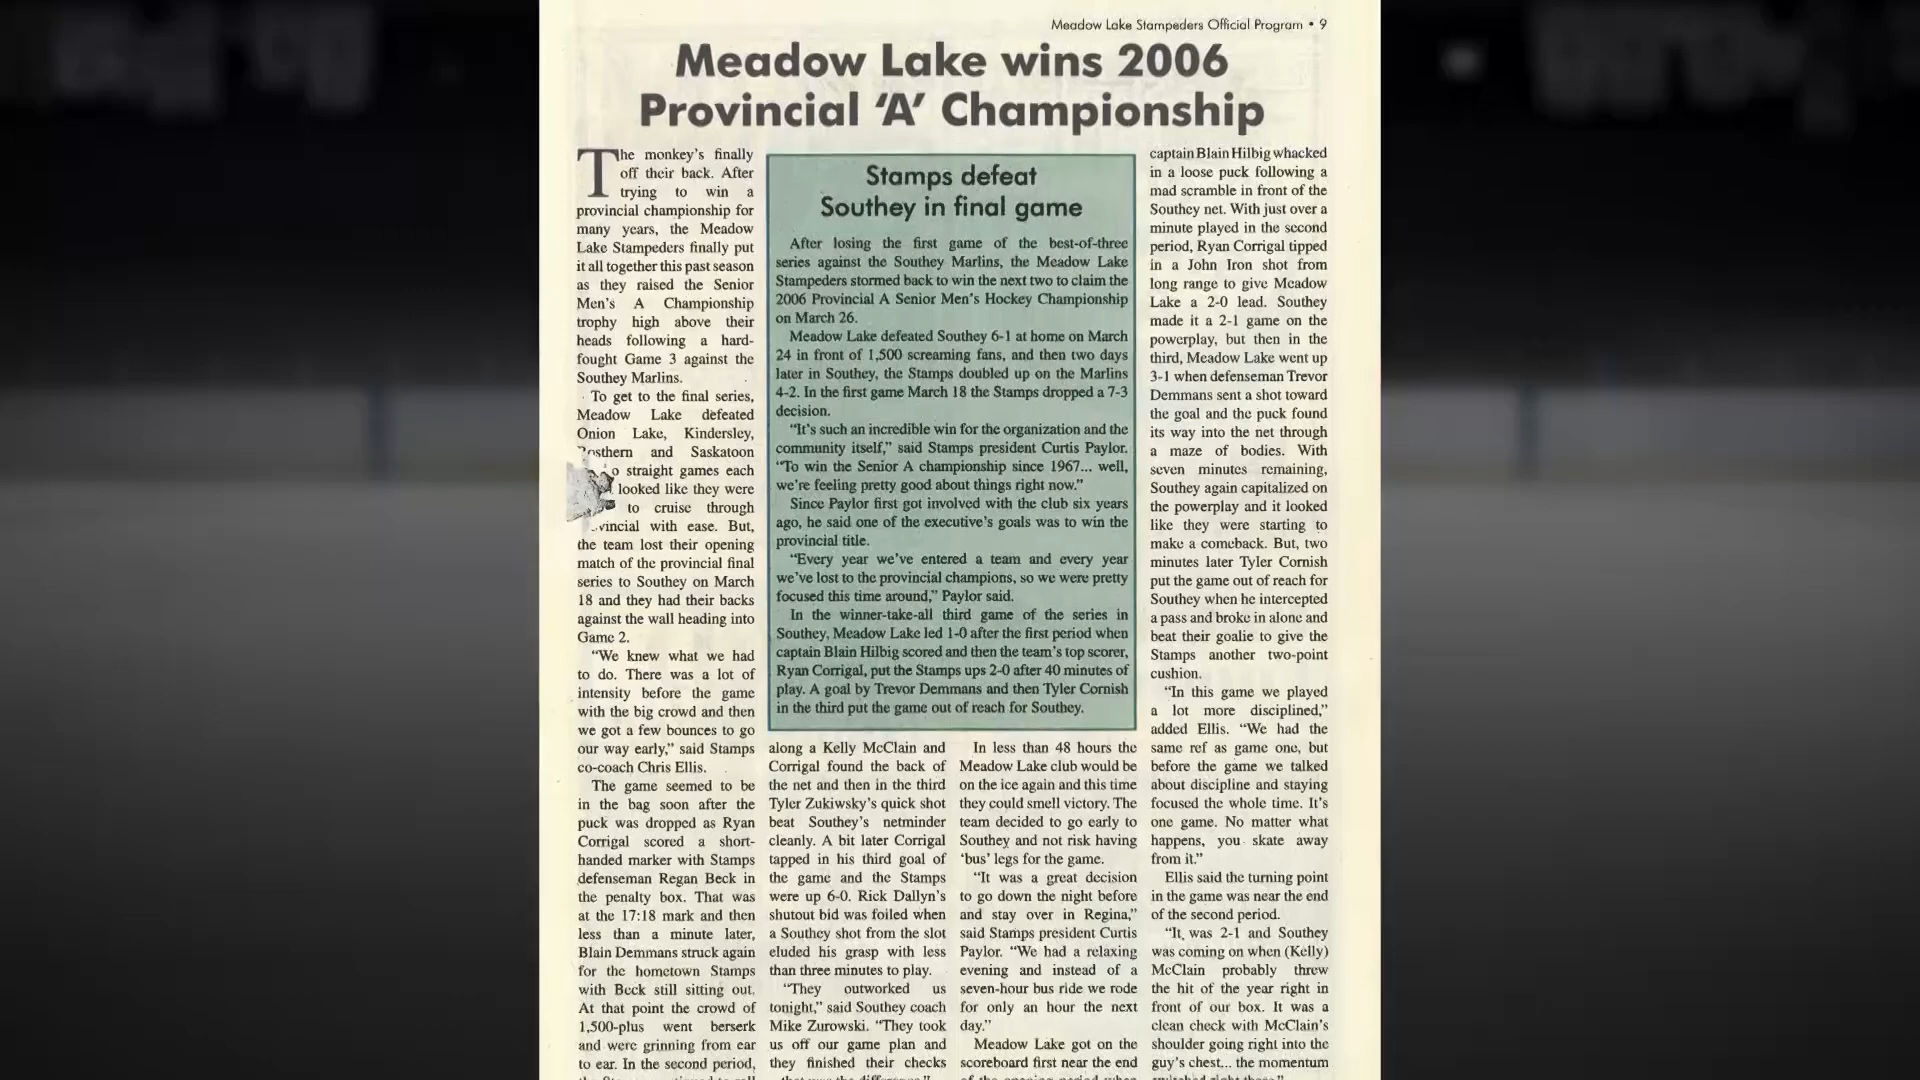 Meadow Lake Stampeders Official Program • 9
Meadow Lake wins 2006
Provincial ‘A’ Championship
The monkey’s finally
off their back. After
trying to win a
provincial championship for
many years, the Meadow
Lake Stampeders finally put
it all together this past season
as they raised the Senior
Men’s A Championship
trophy high above their
heads following a hard-
fought Game 3 against the
Southey Marlins.
To get to the final series,
Meadow Lake defeated
Onion Lake, Kindersley,
and Saskatoon
straight games each
looked like they were
to cruise through
with ease. But,
the team lost their opening
match of the provincial final
series to Southey on March
18 and they had their backs
against the wall heading into
Game 2.
“We knew what we had
to do. There was a lot of
intensity before the game
with the big crowd and then
we got a few bounces to go
our way early,” said Stamps
co-coach Chris Ellis.
The game seemed to be
in the bag soon after the
puck was dropped as Ryan
Corrigal scored a short-
handed marker with Stamps
defenseman Regan Beck in
the penalty box. That was
at the 17:18 mark and then
less than a minute later,
Blain Demmans struck again
for the hometown Stamps
with Beck still sitting out.
At that point the crowd of
1,500-plus went berserk
and were grinning from ear
to ear. In the second period,
Stamps defeat
Southey in final game
After losing the first game of the best-of-three
series against the Southey Marlins, the Meadow Lake
Stampeders stormed back to win the next two to claim the
2006 Provincial A Senior Men’s Hockey Championship
on March 26.
Meadow Lake defeated Southey 6-1 at home on March
24 in front of 1,500 screaming fans, and then two days
later in Southey, the Stamps doubled up on the Marlins
4-2. In the first game March 18 the Stamps dropped a 7-3
decision.
“It’s such an incredible win for the organization and the
community itself,” said Stamps president Curtis Paylor.
“To win the Senior A championship since 1967... well,
we’re feeling pretty good about things right now.”
Since Paylor first got involved with the club six years
ago, he said one of the executive’s goals was to win the
provincial title.
“Every year we’ve entered a team and every year
we’ve lost to the provincial champions, so we were pretty
focused this time around,” Paylor said.
In the winner-take-all third game of the series in
Southey, Meadow Lake led 1-0 after the first period when
captain Blain Hilbig scored and then the team’s top scorer,
Ryan Corrigal, put the Stamps ups 2-0 after 40 minutes of
play. A goal by Trevor Demmans and then Tyler Cornish
in the third put the game out of reach for Southey.
along a Kelly McClain and
Corrigal found the back of
the net and then in the third
Tyler Zukiwsky’s quick shot
beat Southey’s netminder
cleanly. A bit later Corrigal
tapped in his third goal of
the game and the Stamps
were up 6-0. Rick Dallyn’s
shutout bid was foiled when
a Southey shot from the slot
eluded his grasp with less
than three minutes to play.
“They outworked us
tonight,” said Southey coach
Mike Zurowski. “They took
us off our game plan and
they finished their checks
In less than 48 hours the
Meadow Lake club would be
on the ice again and this time
they could smell victory. The
team decided to go early to
Southey and not risk having
‘bus’ legs for the game.
“It was a great decision
to go down the night before
and stay over in Regina,”
said Stamps president Curtis
Paylor. “We had a relaxing
evening and instead of a
seven-hour bus ride we rode
for only an hour the next
day.”
Meadow Lake got on the
scoreboard first near the end
captain Blain Hilbig whacked
in a loose puck following a
mad scramble in front of the
Southey net. With just over a
minute played in the second
period, Ryan Corrigal tipped
in a John Iron shot from
long range to give Meadow
Lake a 2-0 lead. Southey
made it a 2-1 game on the
powerplay, but then in the
third, Meadow Lake went up
3-1 when defenseman Trevor
Demmans sent a shot toward
the goal and the puck found
its way into the net through
a maze of bodies. With
seven minutes remaining,
Southey again capitalized on
the powerplay and it looked
like they were starting to
make a comeback. But, two
minutes later Tyler Cornish
put the game out of reach for
Southey when he intercepted
a pass and broke in alone and
beat their goalie to give the
Stamps another two-point
cushion.
“In this game we played
a lot more disciplined,”
added Ellis. “We had the
same ref as game one, but
before the game we talked
about discipline and staying
focused the whole time. It’s
one game. No matter what
happens, you skate away
from it.”
Ellis said the turning point
in the game was near the end
of the second period.
“It was 2-1 and Southey
was coming on when (Kelly)
McClain probably threw
the hit of the year right in
front of our box. It was a
clean check with McClain’s
shoulder going right into the
guy’s chest... the momentum